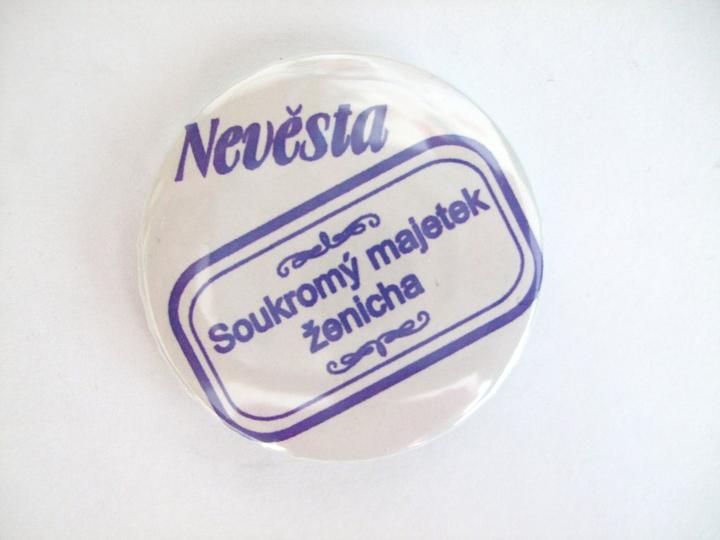 Nevěsta
Soukromý majetek
ženicha